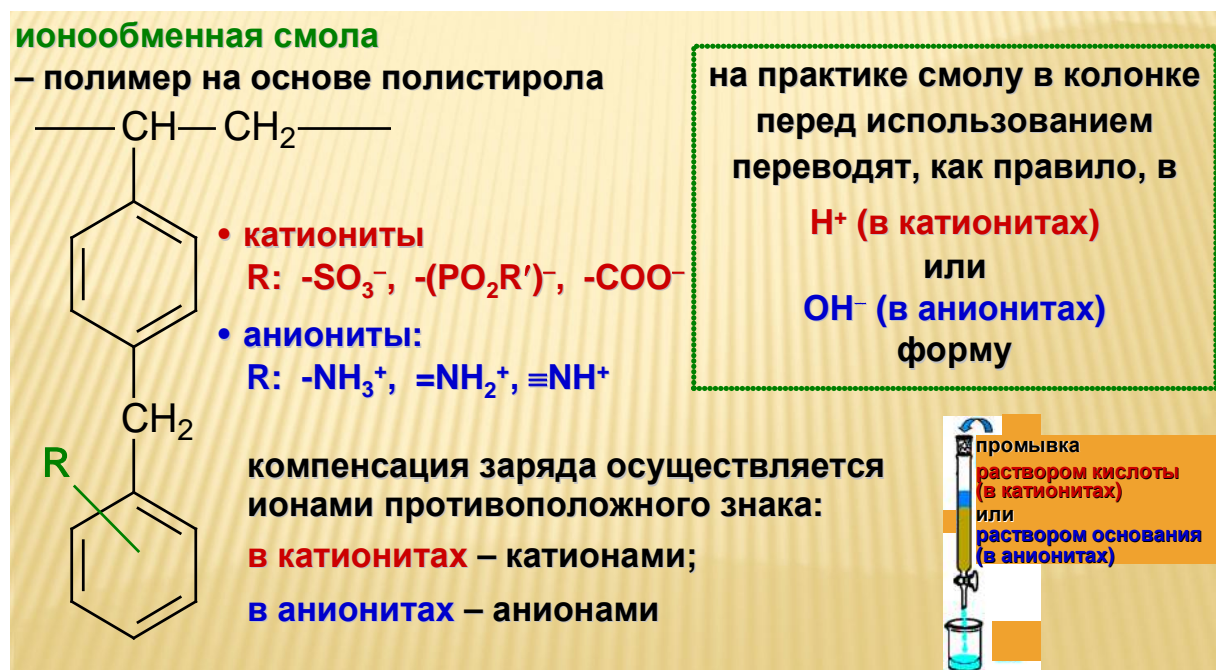 ионообменная смола
– полимер на основе полистирола
CH CH₂
• катиониты
R: -SO₃⁻, -(PO₂R′)⁻, -COO⁻
• аниониты:
R: -NH₃⁺, =NH₂⁺, ≡NH⁺
CH₂
R
компенсация заряда осуществляется
ионами противоположного знака:
в катионитах – катионами;
в анионитах – анионами
на практике смолу в колонке
перед использованием
переводят, как правило, в
H⁺ (в катионитах)
или
OH⁻ (в анионитах)
форму
промывка
раствором кислоты
(в катионитах)
или
раствором основания
(в анионитах)